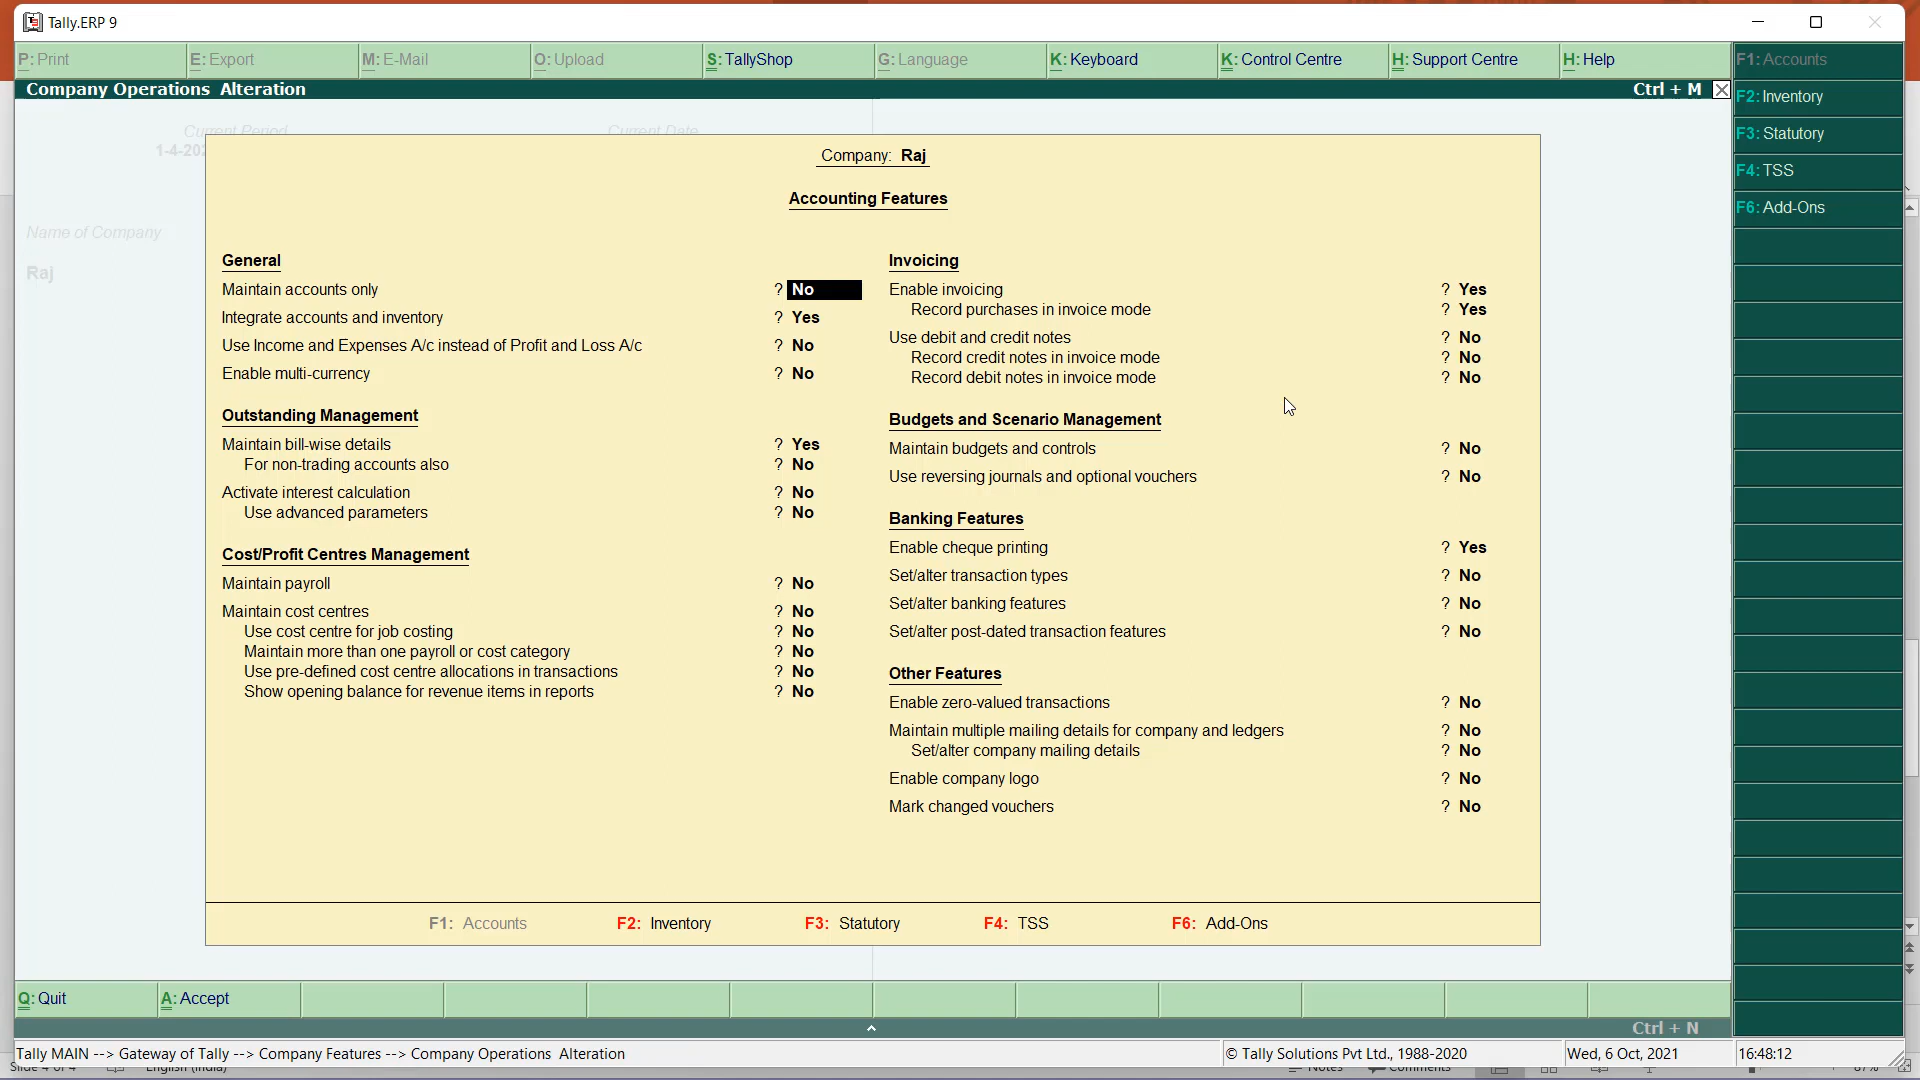 Tally.ERP 9
P: Print
E: Export
M: E-Mail
O: Upload
S: TallyShop
G: Language
K: Keyboard
K: Control Centre
H: Support Centre
H: Help
F1: Accounts
F2: Inventory
F3: Statutory
F4: TSS
F6: Add-Ons
Company Operations Alteration
Ctrl + M
Current Period
Current Date
Name of Company
Raj
Company: Raj
Accounting Features
General
Maintain accounts only ? No
Integrate accounts and inventory ? Yes
Use Income and Expenses A/c instead of Profit and Loss A/c ? No
Enable multi-currency ? No
Outstanding Management
Maintain bill-wise details ? Yes
For non-trading accounts also ? No
Activate interest calculation ? No
Use advanced parameters ? No
Cost/Profit Centres Management
Maintain payroll ? No
Maintain cost centres ? No
Use cost centre for job costing ? No
Maintain more than one payroll or cost category ? No
Use pre-defined cost centre allocations in transactions ? No
Show opening balance for revenue items in reports ? No
Invoicing
Enable invoicing ? Yes
Record purchases in invoice mode ? Yes
Use debit and credit notes ? No
Record credit notes in invoice mode ? No
Record debit notes in invoice mode ? No
Budgets and Scenario Management
Maintain budgets and controls ? No
Use reversing journals and optional vouchers ? No
Banking Features
Enable cheque printing ? Yes
Set/alter transaction types ? No
Set/alter banking features ? No
Set/alter post-dated transaction features ? No
Other Features
Enable zero-valued transactions ? No
Maintain multiple mailing details for company and ledgers ? No
Set/alter company mailing details ? No
Enable company logo ? No
Mark changed vouchers ? No
F1: Accounts
F2: Inventory
F3: Statutory
F4: TSS
F6: Add-Ons
Q: Quit
A: Accept
Ctrl + N
Tally MAIN --> Gateway of Tally --> Company Features --> Company Operations Alteration
© Tally Solutions Pvt Ltd., 1988-2020
Wed, 6 Oct, 2021
16:48:12